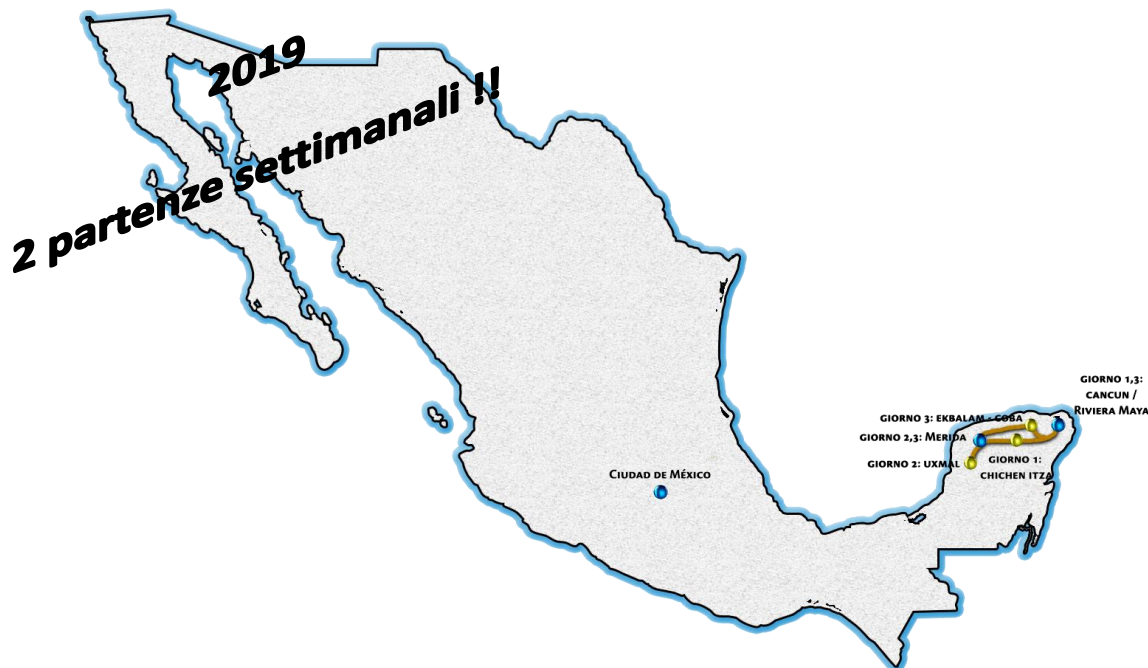 2019
2 partenze settimanali !!
GIORNO 1,3:
CANCUN /
RIVIERA MAYA
GIORNO 3: EKBALAM - COBA
GIORNO 2,3: MERIDA
GIORNO 2: UXMAL
GIORNO 1:
CHICHEN ITZA
CIUDAD DE MÉXICO